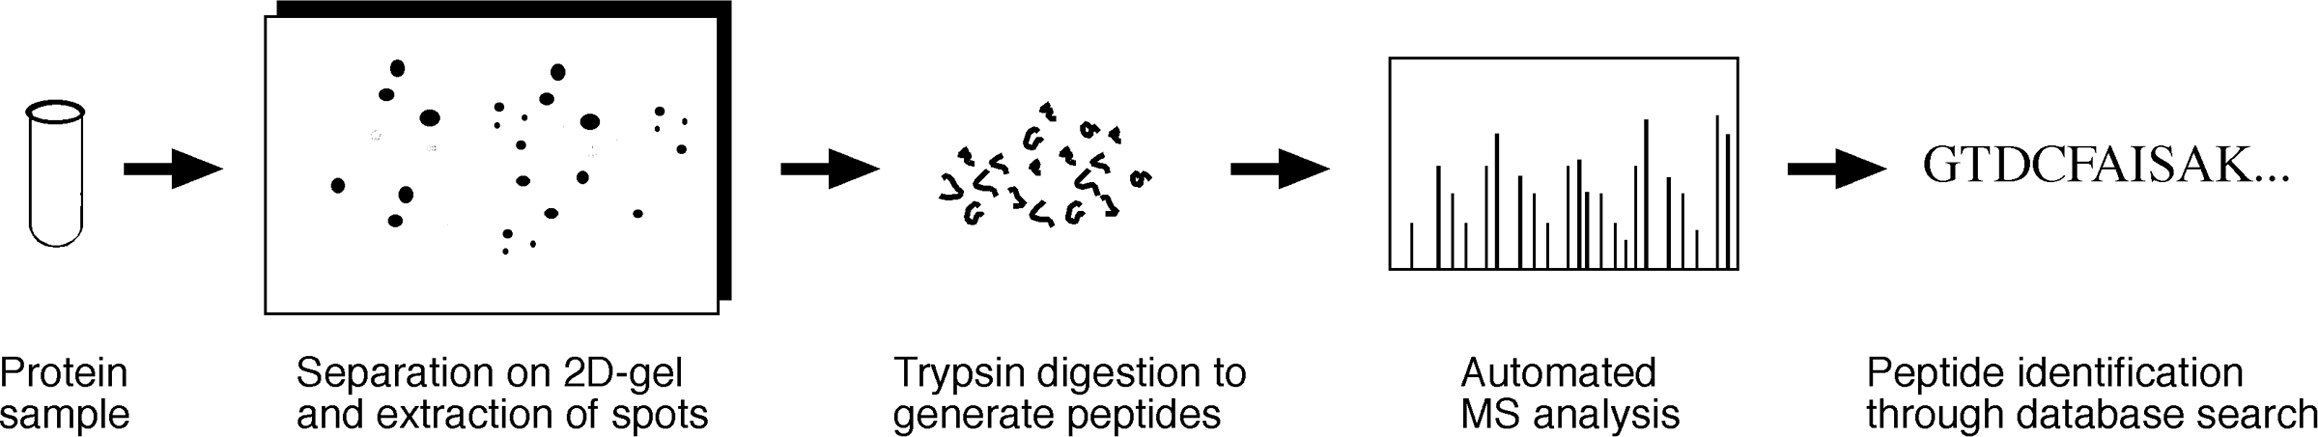 GTDCFAISAK...
Protein
sample
Separation on 2D-gel
and extraction of spots
Trypsin digestion to
generate peptides
Automated
MS analysis
Peptide identification
through database search